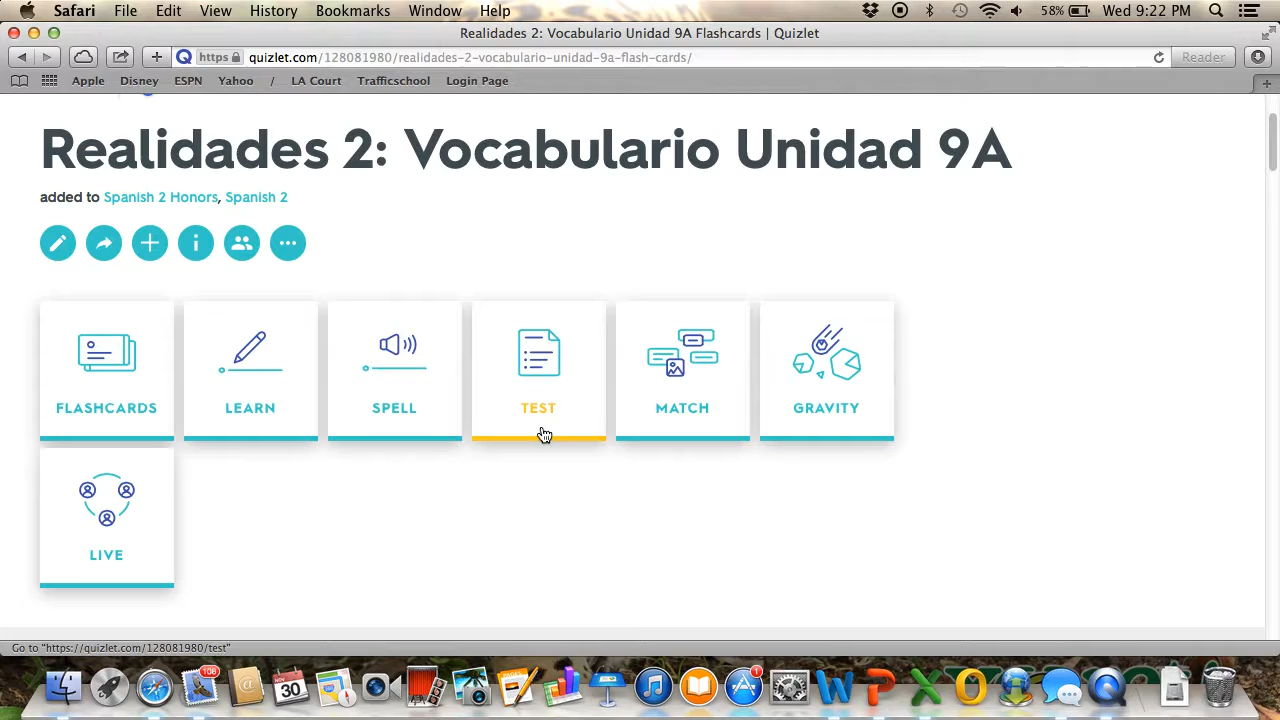 Safari File Edit View History Bookmarks Window Help 58% Wed 9:22 PM
Realidades 2: Vocabulario Unidad 9A Flashcards | Quizlet
https quizlet.com/128081980/realidades-2-vocabulario-unidad-9a-flash-cards/ Reader
Apple Disney ESPN Yahoo / LA Court Trafficschool Login Page
Realidades 2: Vocabulario Unidad 9A
added to Spanish 2 Honors, Spanish 2
FLASHCARDS LEARN SPELL TEST MATCH GRAVITY
LIVE
Go to "https://quizlet.com/128081980/test"
108
NOV
30
1